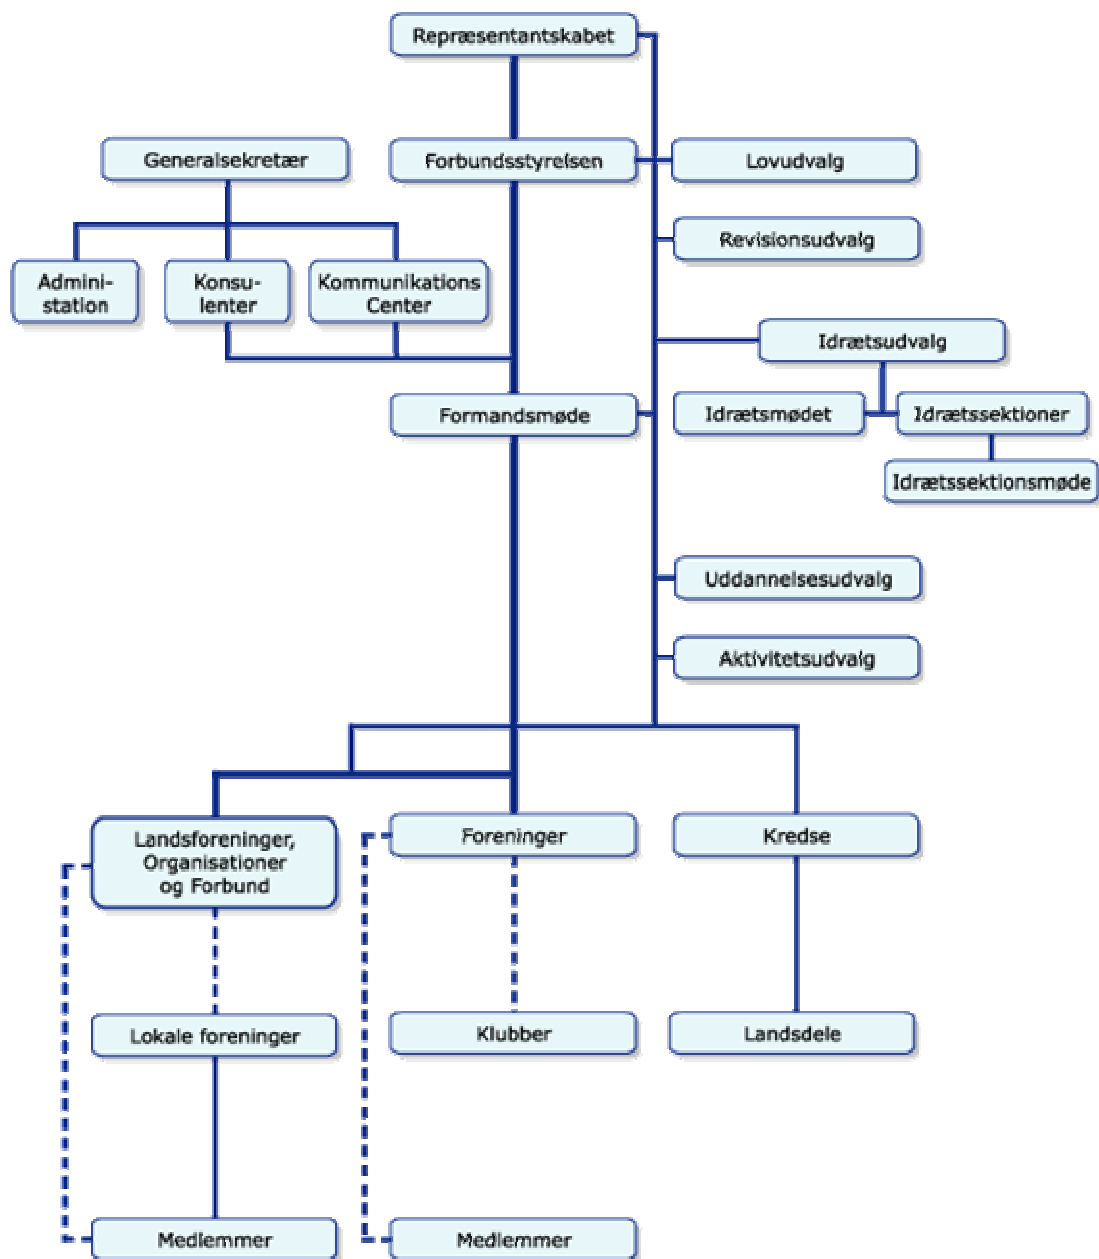 Repræsentantskabet
Generalsekretær
Forbundsstyrelsen
Lovudvalg
Revisionsudvalg
Admini-
station
Konsu-
lenter
Kommunikations
Center
Idrætsudvalg
Formandsmøde
Idrætsmødet
Idrætssektioner
Idrætssektionsmøde
Uddannelsesudvalg
Aktivitetsudvalg
Landsforeninger,
Organisationer
og Forbund
Foreninger
Kredse
Lokale foreninger
Klubber
Landsdele
Medlemmer
Medlemmer